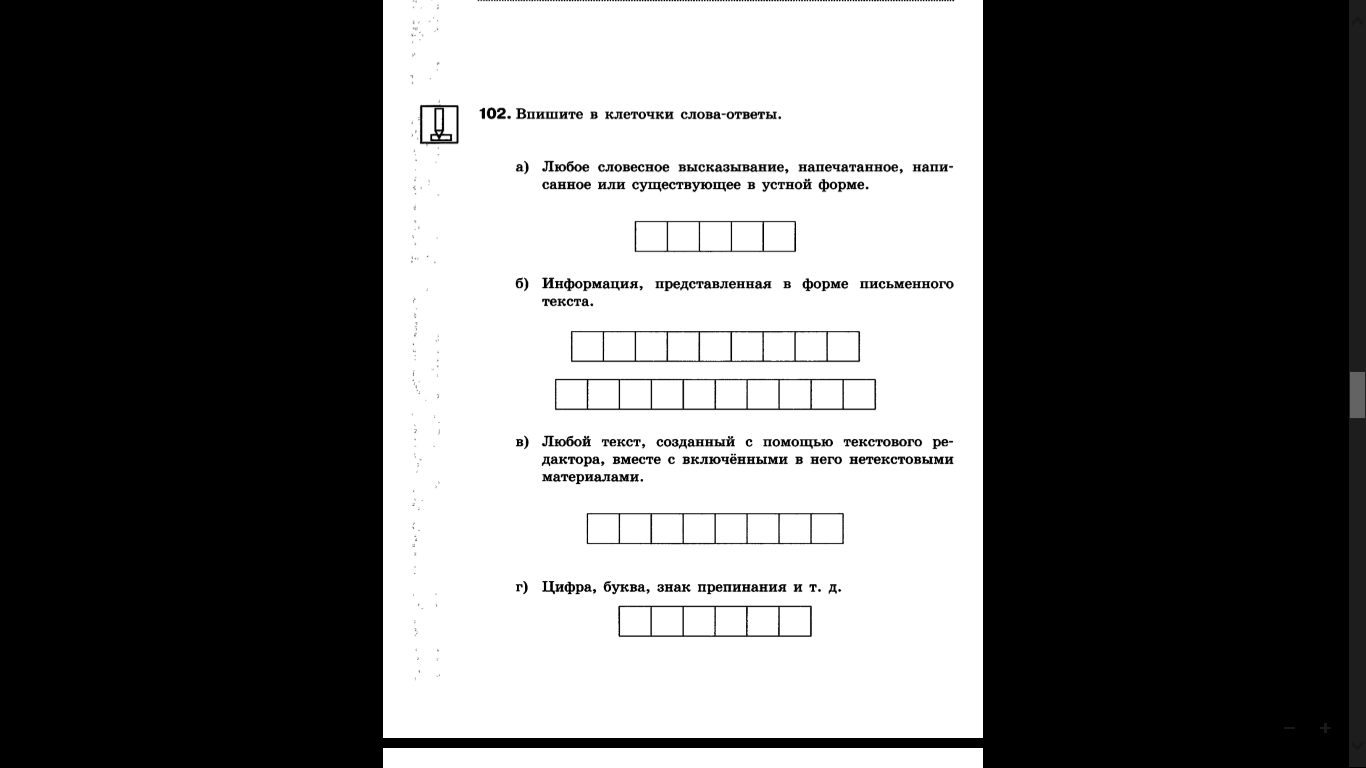 102. Впишите в клеточки слова-ответы.
а) Любое словесное высказывание, напечатанное, напи-
санное или существующее в устной форме.
б) Информация, представленная в форме письменного
текста.
в) Любой текст, созданный с помощью текстового ре-
дактора, вместе с включёнными в него нетекстовыми
материалами.
г) Цифра, буква, знак препинания и т. д.